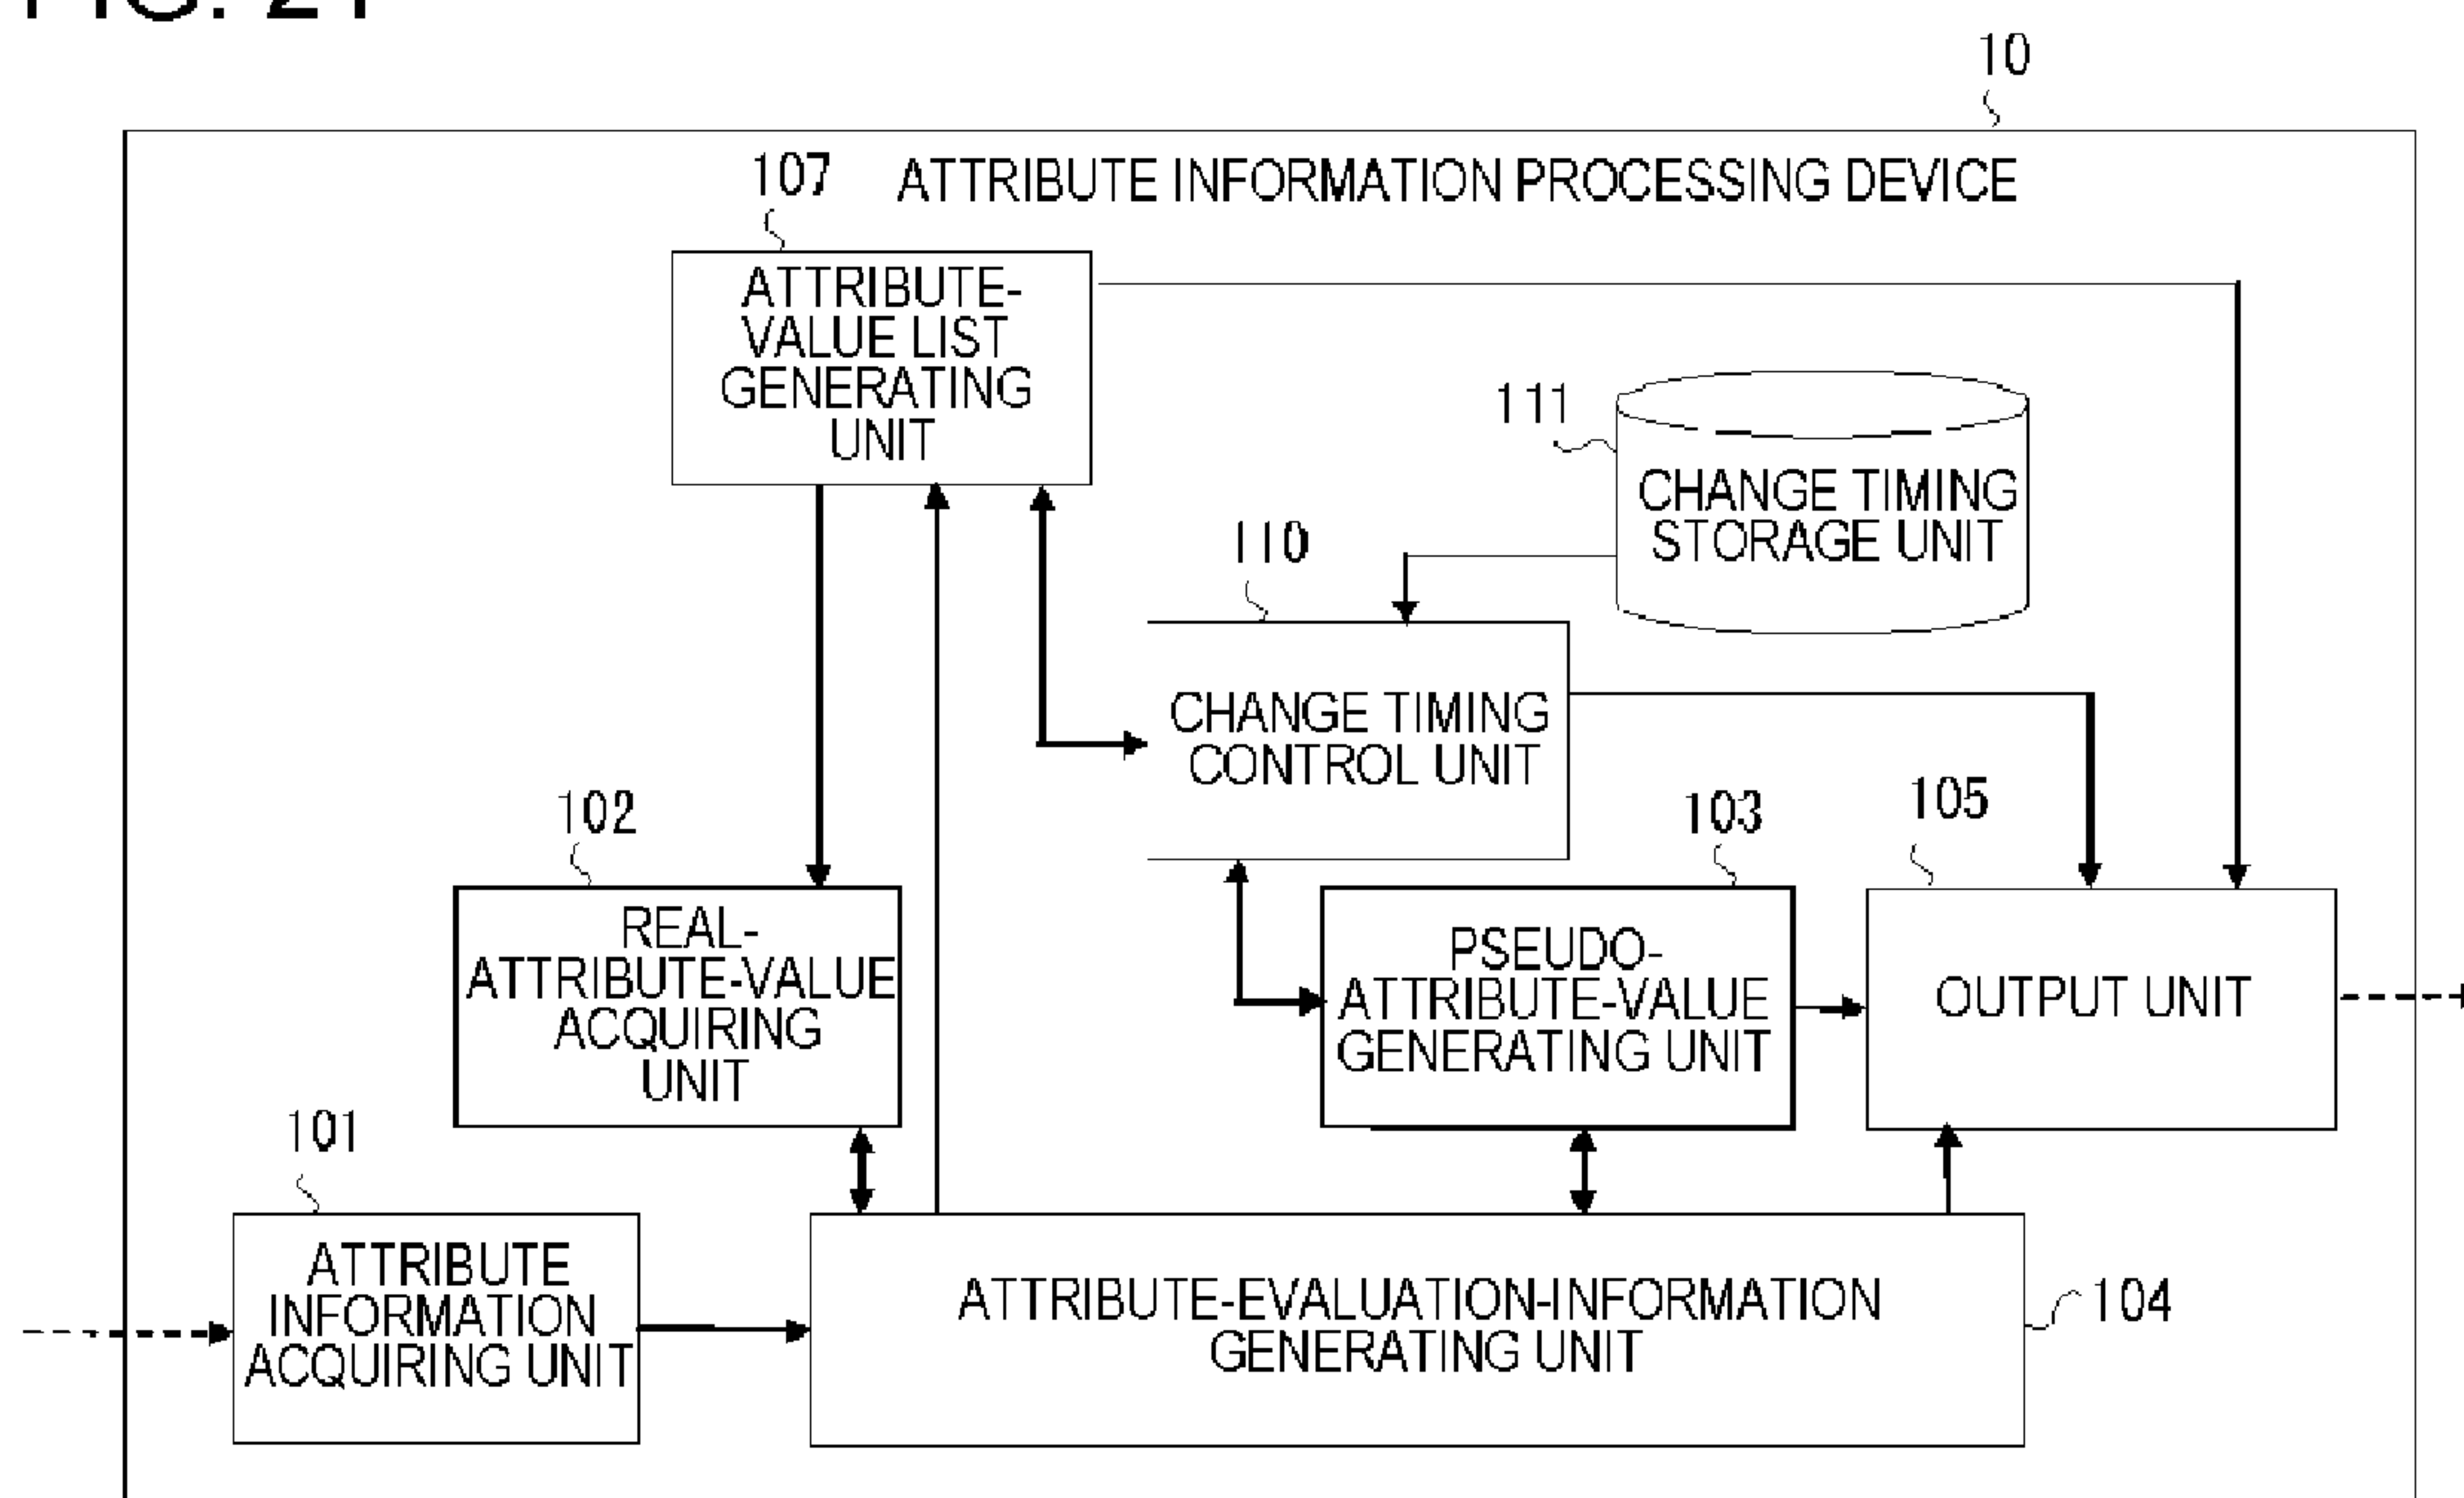 FIG. 21
10
107
ATTRIBUTE INFORMATION PROCESSING DEVICE
ATTRIBUTE-
VALUE LIST
GENERATING
UNIT
111
CHANGE TIMING
STORAGE UNIT
110
CHANGE TIMING
CONTROL UNIT
102
103
105
REAL-
ATTRIBUTE-VALUE
ACQUIRING
UNIT
PSEUDO-
ATTRIBUTE-VALUE
GENERATING UNIT
OUTPUT UNIT
101
ATTRIBUTE
INFORMATION
ACQUIRING UNIT
ATTRIBUTE-EVALUATION-INFORMATION
GENERATING UNIT
104